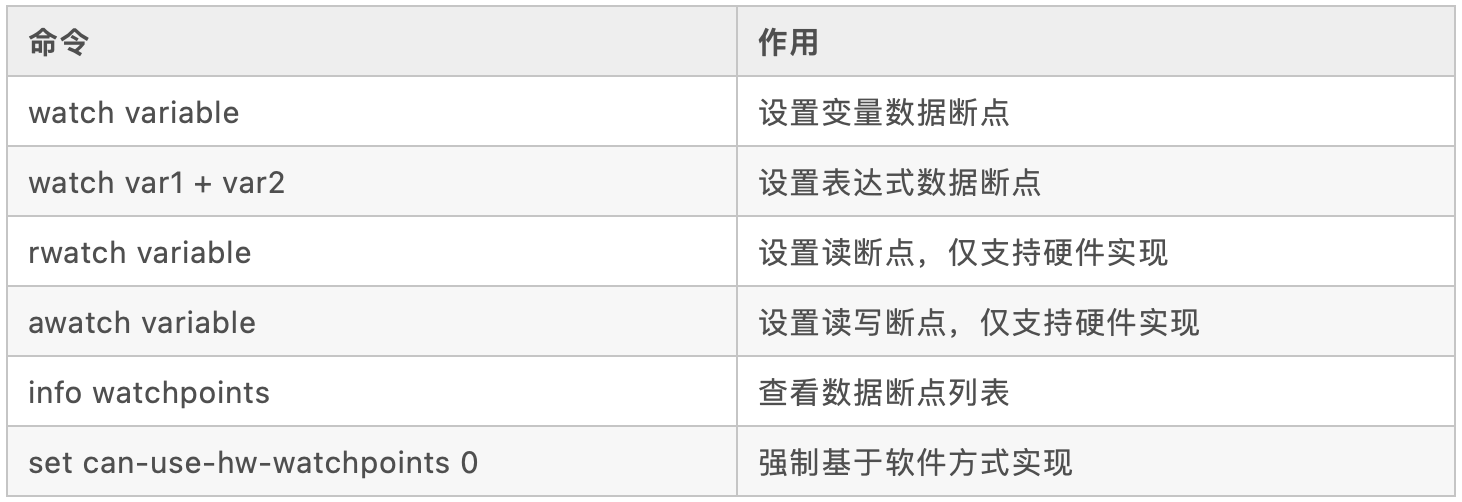 命令 作用
watch variable 设置变量数据断点
watch var1 + var2 设置表达式数据断点
rwatch variable 设置读断点，仅支持硬件实现
awatch variable 设置读写断点，仅支持硬件实现
info watchpoints 查看数据断点列表
set can-use-hw-watchpoints 0 强制基于软件方式实现